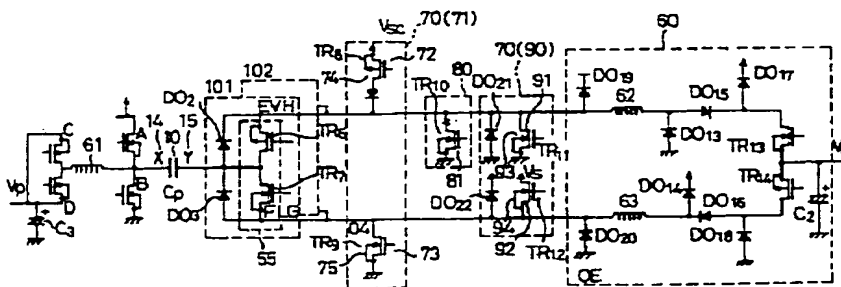 70(71)
60
Vsc
TR8
72
74
70(90)
80
101
102
DO2
EVH
TR6
TR10
DO21
91
DO19
DO15
DO17
62
14
10
15
C
A
61
X
Y
81
93
TR11
DO13
TR13
Vp
Cp
B
D
TR7
Vs
DO14
TR14
63
DO16
C3
DO3
FLG
DO22
94
C2
TR9
04
75
73
92
TR12
DO20
DO18
55
OE